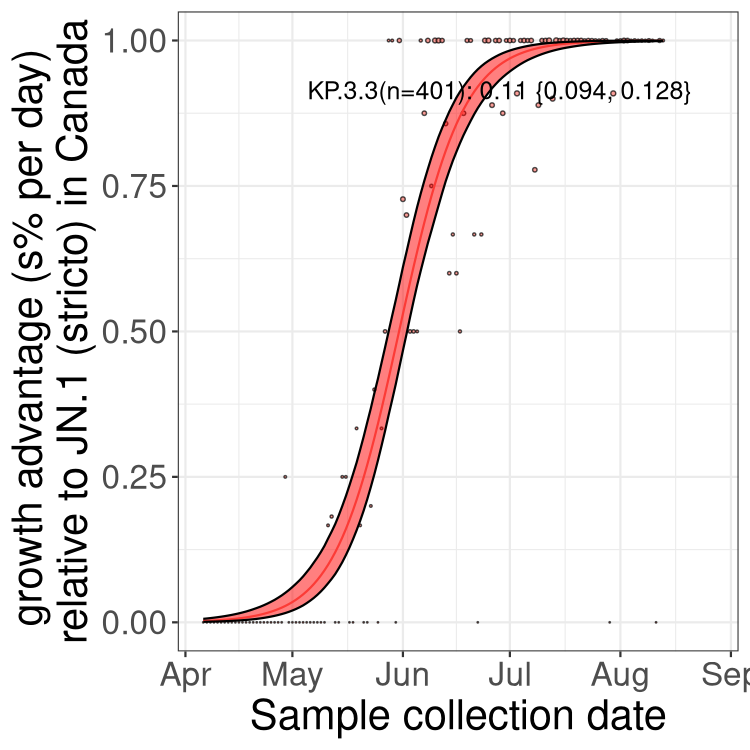 growth advantage (s% per day)
relative to JN.1 (stricto) in Canada
1.00
0.75
0.50
0.25
0.00
KP.3.3(n=401): 0.11 {0.094, 0.128}
Apr May Jun Jul Aug Sep
Sample collection date